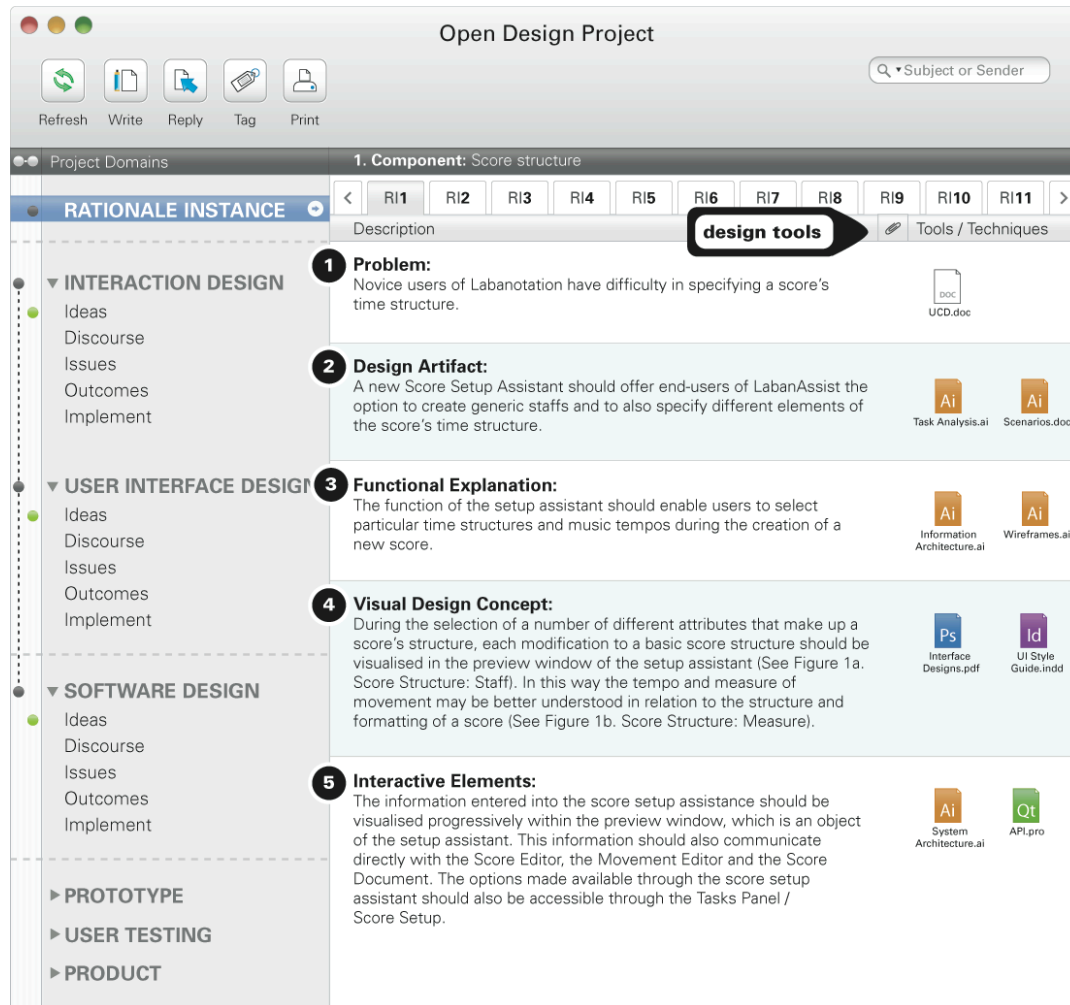 Open Design Project
Subject or Sender
Refresh Write Reply Tag Print
Project Domains
1. Component: Score structure
RATIONALE INSTANCE
RI1 RI2 RI3 RI4 RI5 RI6 RI7 RI8 RI9 RI10 RI11
Description
design tools
Tools / Techniques
INTERACTION DESIGN
Ideas
Discourse
Issues
Outcomes
Implement
USER INTERFACE DESIGN
Ideas
Discourse
Issues
Outcomes
Implement
SOFTWARE DESIGN
Ideas
Discourse
Issues
Outcomes
Implement
PROTOTYPE
USER TESTING
PRODUCT
1 Problem:
Novice users of Labanotation have difficulty in specifying a score's
time structure.
DOC
UCD.doc
2 Design Artifact:
A new Score Setup Assistant should offer end-users of LabanAssist the
option to create generic staffs and to also specify different elements of
the score's time structure.
Ai Ai
Task Analysis.ai Scenarios.doc
3 Functional Explanation:
The function of the setup assistant should enable users to select
particular time structures and music tempos during the creation of a
new score.
Ai Ai
Information Architecture.ai Wireframes.ai
4 Visual Design Concept:
During the selection of a number of different attributes that make up a
score's structure, each modification to a basic score structure should be
visualised in the preview window of the setup assistant (See Figure 1a.
Score Structure: Staff). In this way the tempo and measure of
movement may be better understood in relation to the structure and
formatting of a score (See Figure 1b. Score Structure: Measure).
Ps Id
Interface Designs.pdf UI Style Guide.indd
5 Interactive Elements:
The information entered into the score setup assistance should be
visualised progressively within the preview window, which is an object
of the setup assistant. This information should also communicate
directly with the Score Editor, the Movement Editor and the Score
Document. The options made available through the score setup
assistant should also be accessible through the Tasks Panel /
Score Setup.
Ai Qt
System Architecture.ai API.pro